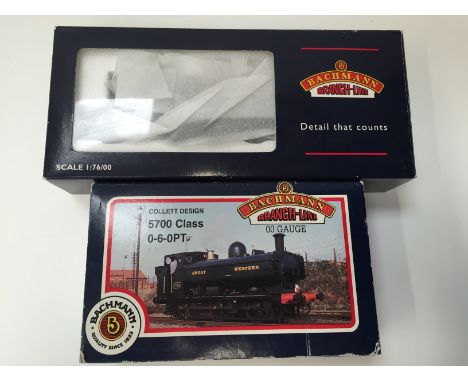 BACHMANN
BRANCH-LINE
Detail that counts
SCALE 1:76/00
COLLETT DESIGN
5700 Class
0-6-0PT
BACHMANN
BRANCH-LINE
00 GAUGE
GREAT WESTERN
BACHMANN
QUALITY SINCE 1833